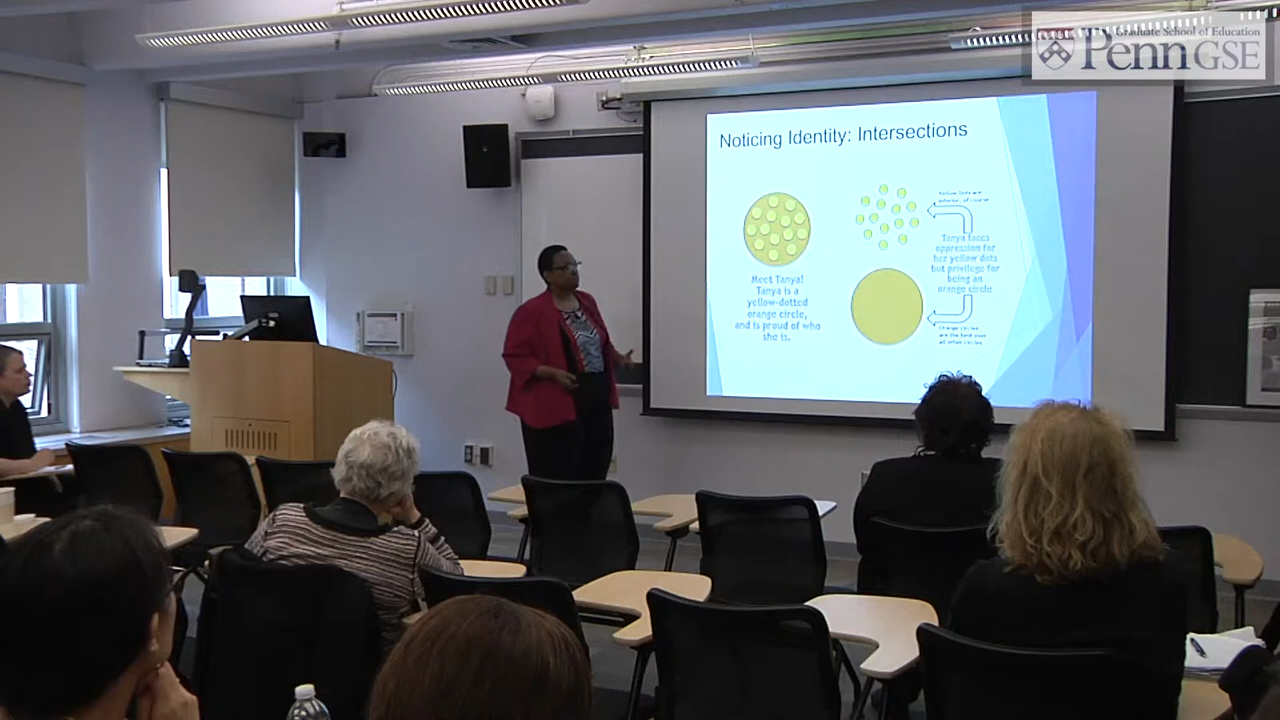 Graduate School of Education
PennGSE
Noticing Identity: Intersections
Meet Tanya!
Tanya is a
yellow-dotted
orange circle,
and is proud of who
she is.
Yellow Dots are
inferior, of course
Tanya faces
oppression for
her yellow dots
but privilege for
being an
orange circle
Orange circles
are the best over
all other circles